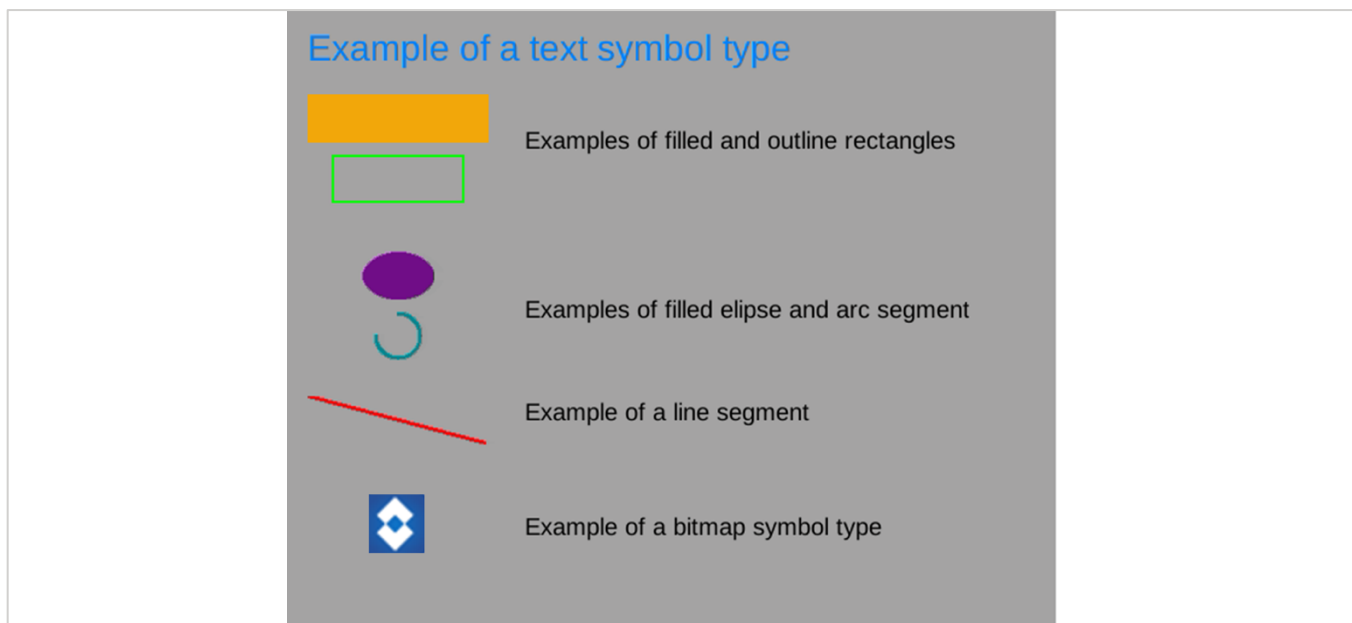 Example of a text symbol type
Examples of filled and outline rectangles
Examples of filled elipse and arc segment
Example of a line segment
Example of a bitmap symbol type